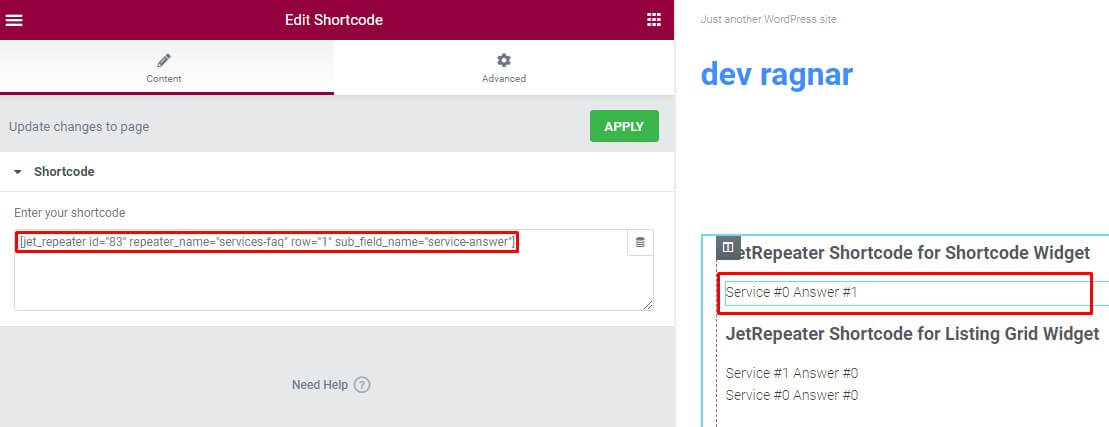 Edit Shortcode
Content
Advanced
Update changes to page
APPLY
Shortcode
Enter your shortcode
[jet_repeater id="83" repeater_name="services-faq" row="1" sub_field_name="service-answer"]
Need Help ?
Just another WordPress site
dev ragnar
etRepeater Shortcode for Shortcode Widget
Service #0 Answer #1
JetRepeater Shortcode for Listing Grid Widget
Service #1 Answer #0
Service #0 Answer #0